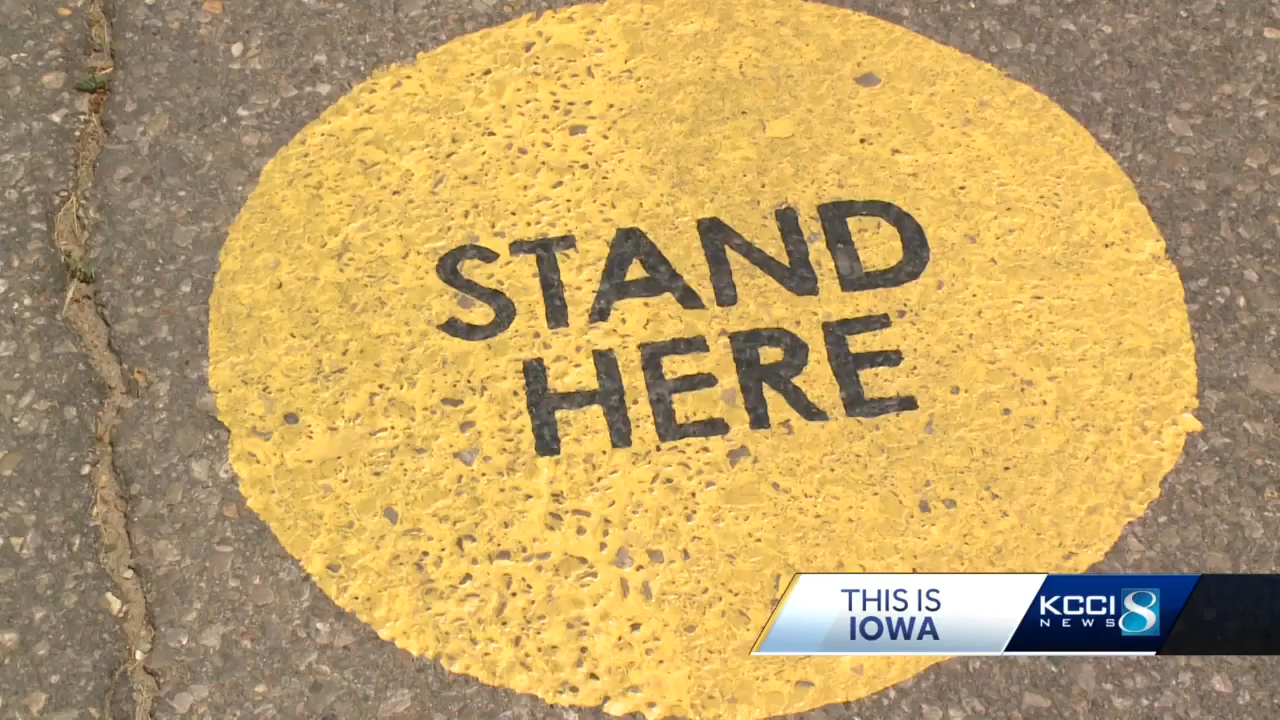 STAND
HERE
THIS IS
IOWA
KCCI 8
NEWS